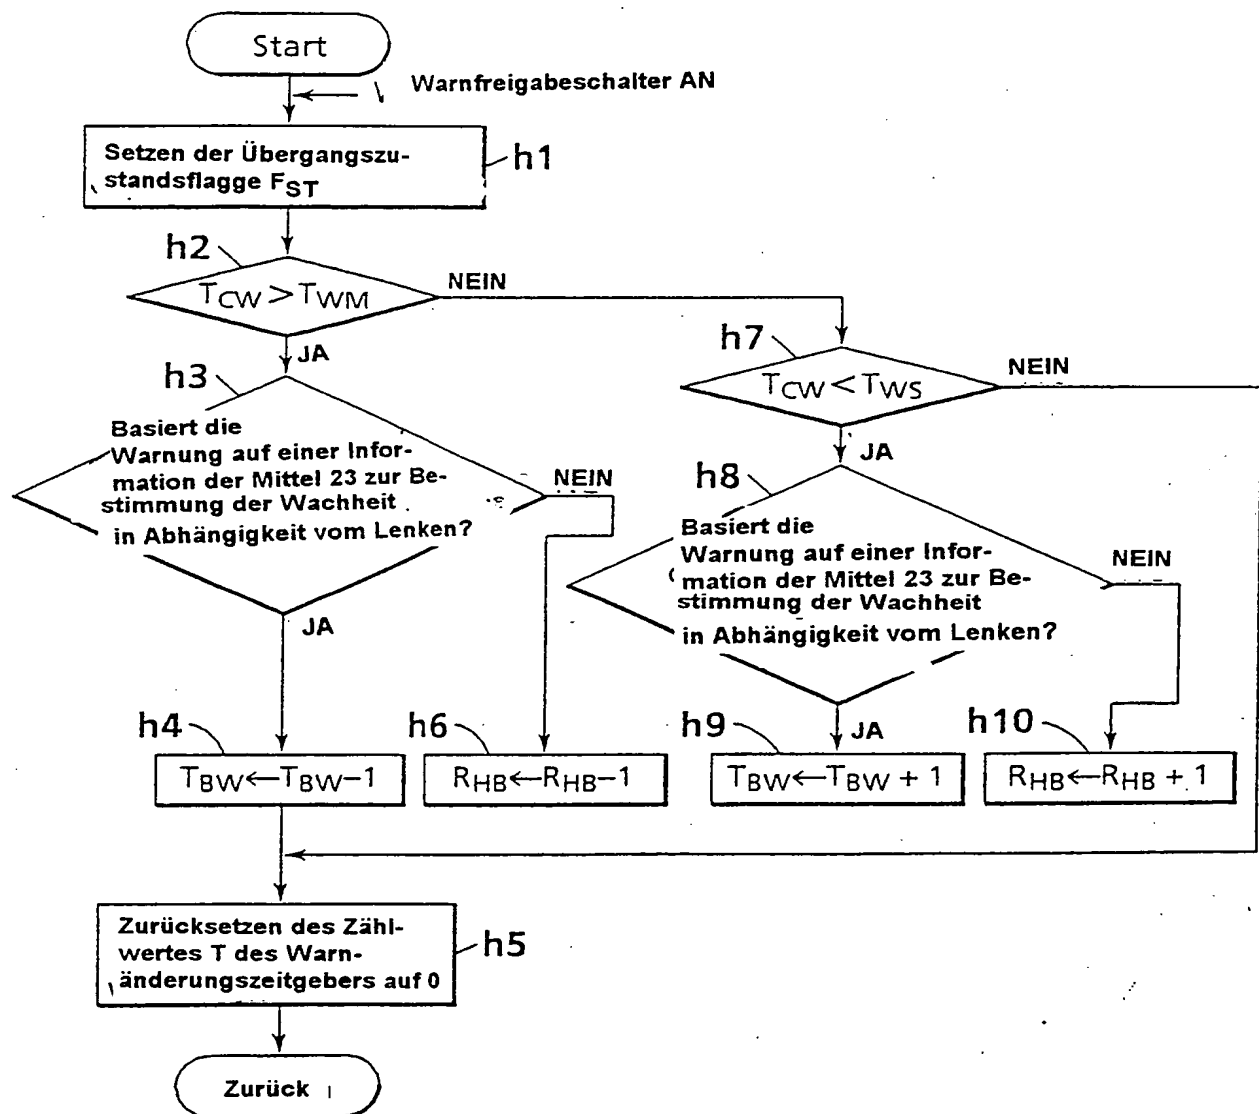 Start
Warnfreigabeschalter AN
Setzen der Übergangszu-
standsflagge FST
h1
h2
TCW > TWM
NEIN
JA
h7
TCW < TWS
NEIN
JA
h3
Basiert die
Warnung auf einer Infor-
mation der Mittel 23 zur Be-
stimmung der Wachheit
in Abhängigkeit vom Lenken?
NEIN
JA
h8
Basiert die
Warnung auf einer Infor-
mation der Mittel 23 zur Be-
stimmung der Wachheit
in Abhängigkeit vom Lenken?
NEIN
JA
h4
TBW←TBW−1
h6
RHB←RHB−1
h9
TBW←TBW + 1
h10
RHB←RHB + 1
Zurücksetzen des Zähl-
wertes T des Warn-
änderungszeitgebers auf 0
h5
Zurück